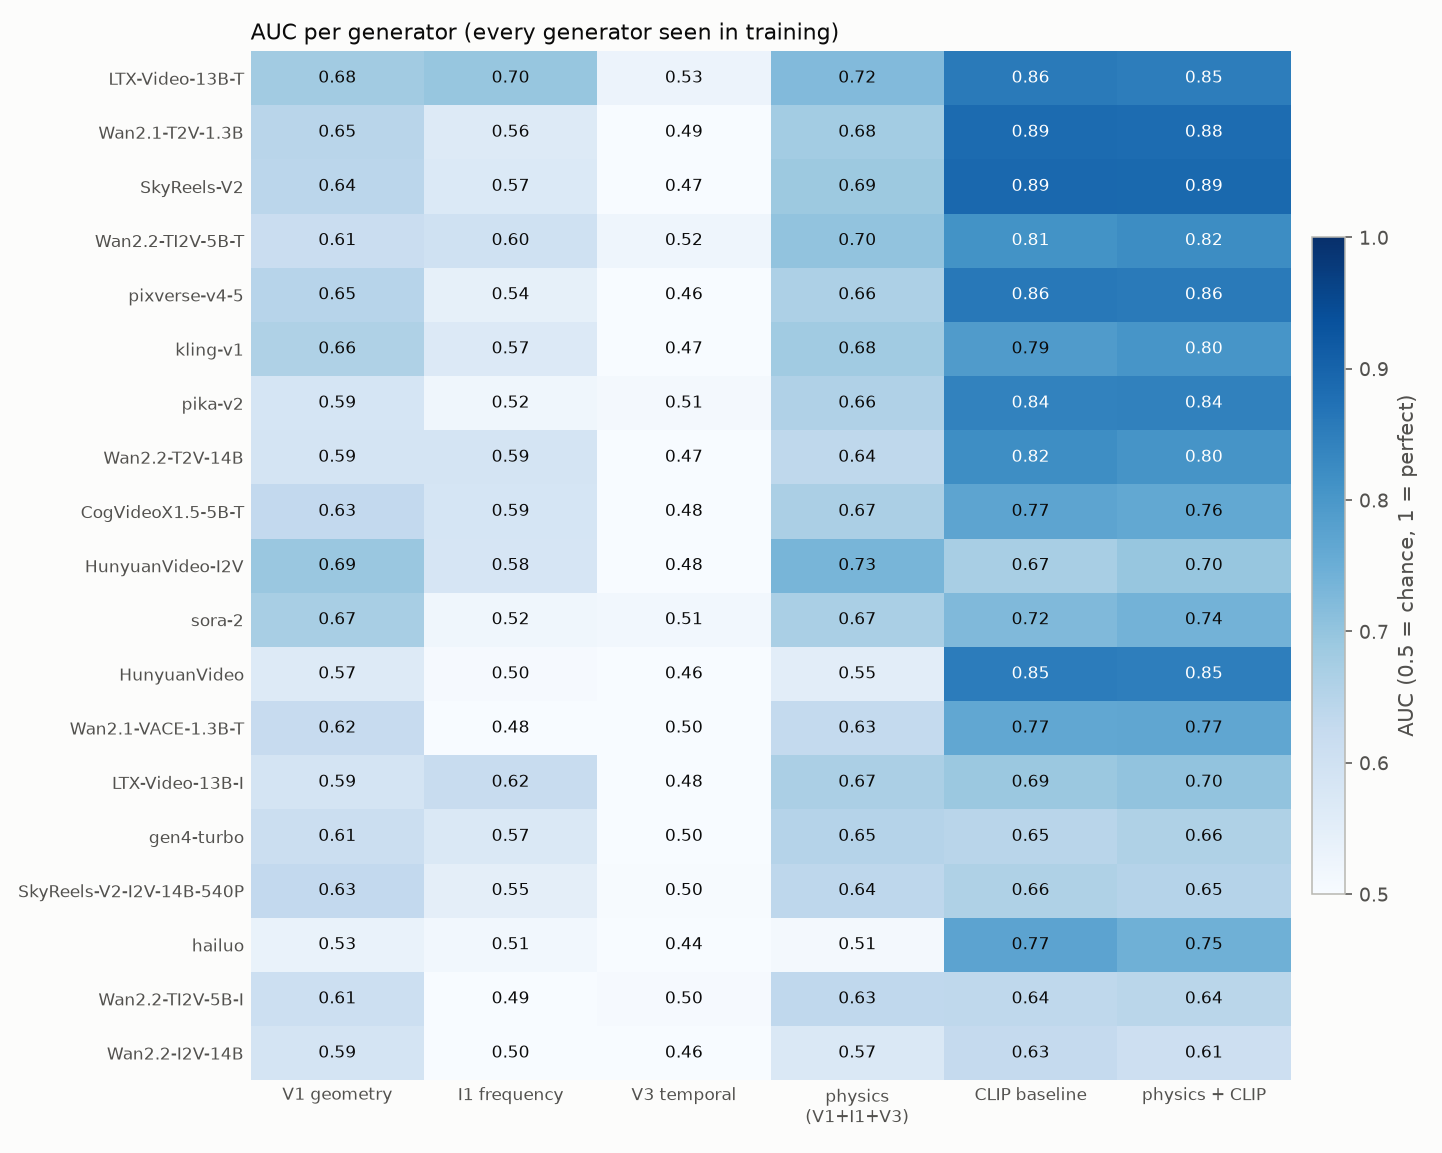 AUC per generator (every generator seen in training)
LTX-Video-13B-T 0.68 0.70 0.53 0.72 0.86 0.85
Wan2.1-T2V-1.3B 0.65 0.56 0.49 0.68 0.89 0.88
SkyReels-V2 0.64 0.57 0.47 0.69 0.89 0.89
Wan2.2-TI2V-5B-T 0.61 0.60 0.52 0.70 0.81 0.82
pixverse-v4-5 0.65 0.54 0.46 0.66 0.86 0.86
kling-v1 0.66 0.57 0.47 0.68 0.79 0.80
pika-v2 0.59 0.52 0.51 0.66 0.84 0.84
Wan2.2-T2V-14B 0.59 0.59 0.47 0.64 0.82 0.80
CogVideoX1.5-5B-T 0.63 0.59 0.48 0.67 0.77 0.76
HunyuanVideo-I2V 0.69 0.58 0.48 0.73 0.67 0.70
sora-2 0.67 0.52 0.51 0.67 0.72 0.74
HunyuanVideo 0.57 0.50 0.46 0.55 0.85 0.85
Wan2.1-VACE-1.3B-T 0.62 0.48 0.50 0.63 0.77 0.77
LTX-Video-13B-I 0.59 0.62 0.48 0.67 0.69 0.70
gen4-turbo 0.61 0.57 0.50 0.65 0.65 0.66
SkyReels-V2-I2V-14B-540P 0.63 0.55 0.50 0.64 0.66 0.65
hailuo 0.53 0.51 0.44 0.51 0.77 0.75
Wan2.2-TI2V-5B-I 0.61 0.49 0.50 0.63 0.64 0.64
Wan2.2-I2V-14B 0.59 0.50 0.46 0.57 0.63 0.61
V1 geometry I1 frequency V3 temporal physics CLIP baseline physics + CLIP
(V1+I1+V3)
1.0
0.9
0.8
0.7
0.6
0.5
AUC (0.5 = chance, 1 = perfect)